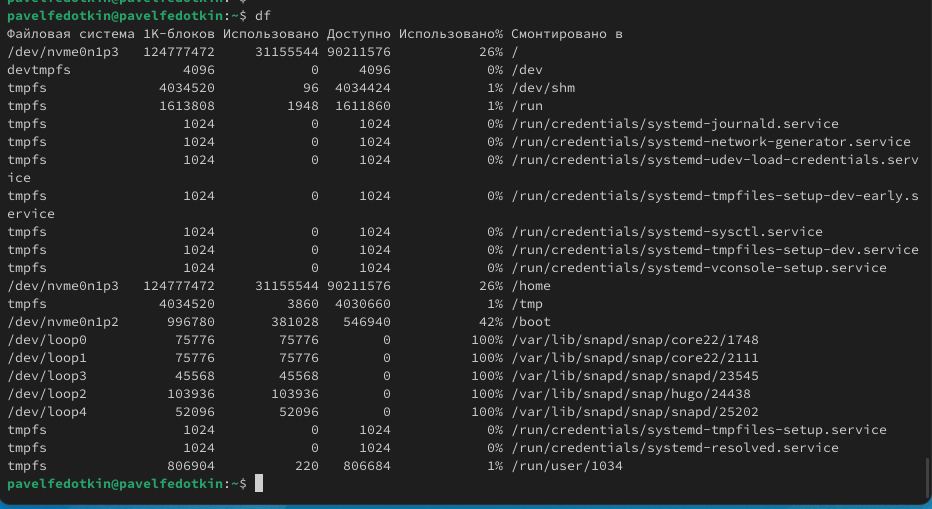 pavelfedotkin@pavelfedotkin:~$ df
Файловая система 1K-блоков Использовано Доступно Использовано% Смонтировано в
/dev/nvme0n1p3 124777472 31155544 90211576 26% /
devtmpfs 4096 0 4096 0% /dev
tmpfs 4034520 96 4034424 1% /dev/shm
tmpfs 1613808 1948 1611860 1% /run
tmpfs 1024 0 1024 0% /run/credentials/systemd-journald.service
tmpfs 1024 0 1024 0% /run/credentials/systemd-network-generator.service
tmpfs 1024 0 1024 0% /run/credentials/systemd-udev-load-credentials.serv
ice
tmpfs 1024 0 1024 0% /run/credentials/systemd-tmpfiles-setup-dev-early.s
ervice
tmpfs 1024 0 1024 0% /run/credentials/systemd-sysctl.service
tmpfs 1024 0 1024 0% /run/credentials/systemd-tmpfiles-setup-dev.service
tmpfs 1024 0 1024 0% /run/credentials/systemd-vconsole-setup.service
/dev/nvme0n1p3 124777472 31155544 90211576 26% /home
tmpfs 4034520 3860 4030660 1% /tmp
/dev/nvme0n1p2 996780 381028 546940 42% /boot
/dev/loop0 75776 75776 0 100% /var/lib/snapd/snap/core22/1748
/dev/loop1 75776 75776 0 100% /var/lib/snapd/snap/core22/2111
/dev/loop3 45568 45568 0 100% /var/lib/snapd/snap/snapd/23545
/dev/loop2 103936 103936 0 100% /var/lib/snapd/snap/hugo/24438
/dev/loop4 52096 52096 0 100% /var/lib/snapd/snap/snapd/25202
tmpfs 1024 0 1024 0% /run/credentials/systemd-tmpfiles-setup.service
tmpfs 1024 0 1024 0% /run/credentials/systemd-resolved.service
tmpfs 806904 220 806684 1% /run/user/1034
pavelfedotkin@pavelfedotkin:~$